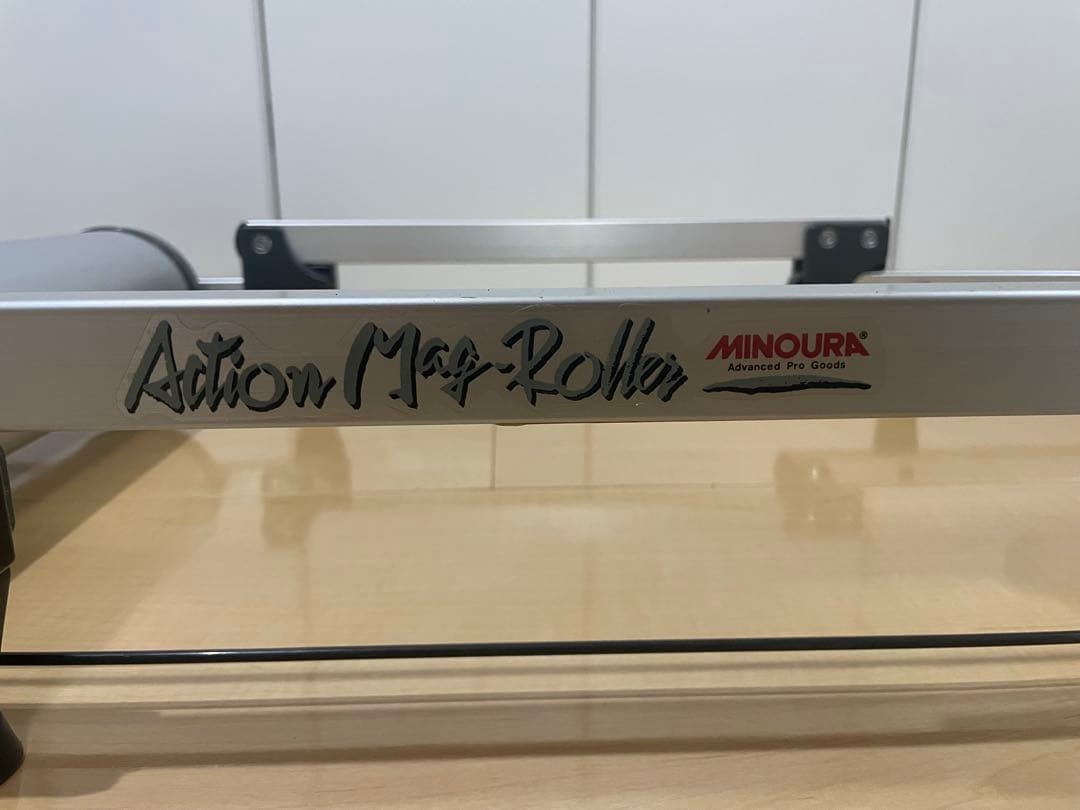 Action Mag-Roller
MINOURA®
Advanced Pro Goods